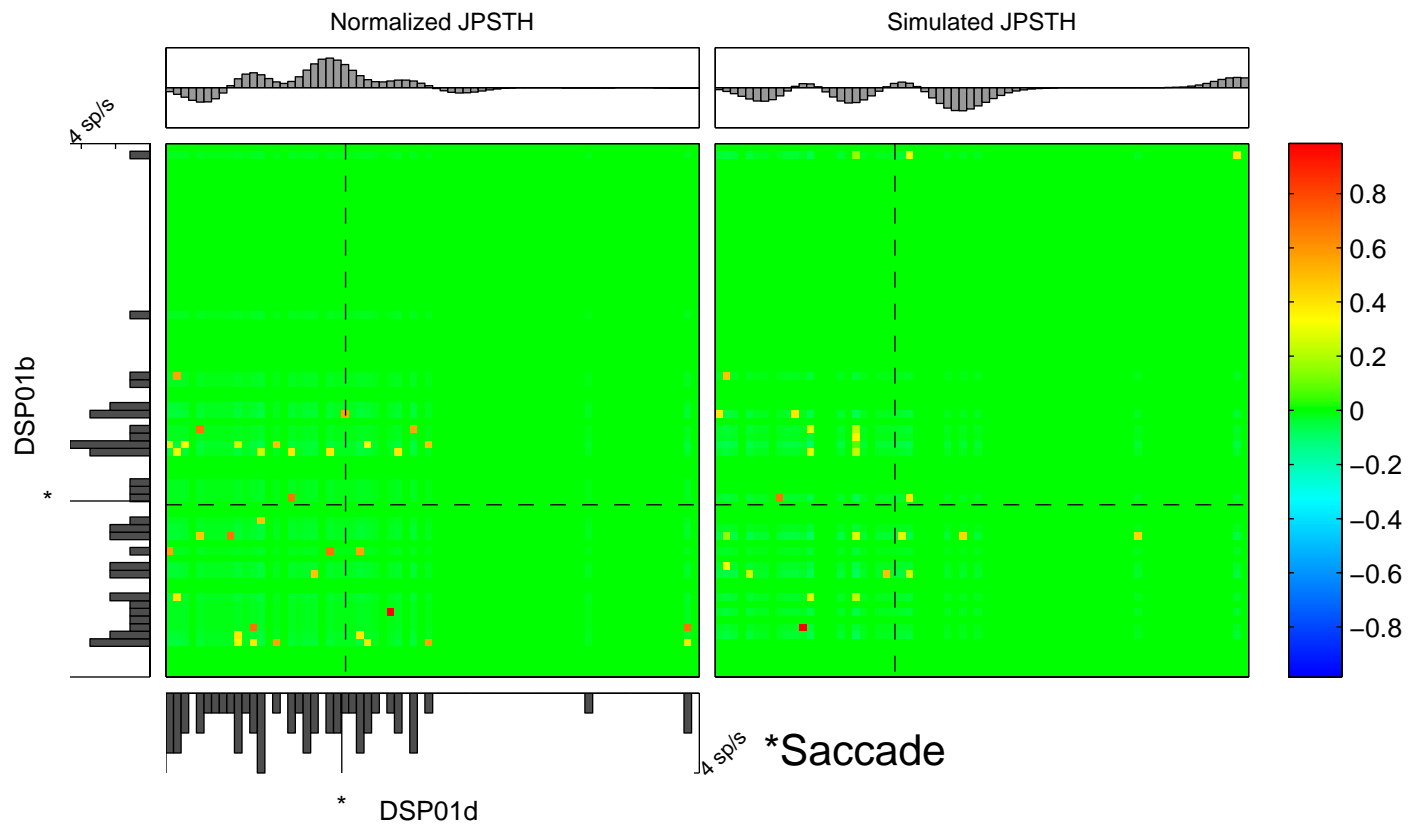 Normalized JPSTH
Simulated JPSTH
4 sp/s
0.8
0.6
0.4
0.2
0
−0.2
−0.4
−0.6
−0.8
DSP01b
*
4 sp/s
*Saccade
*
DSP01d